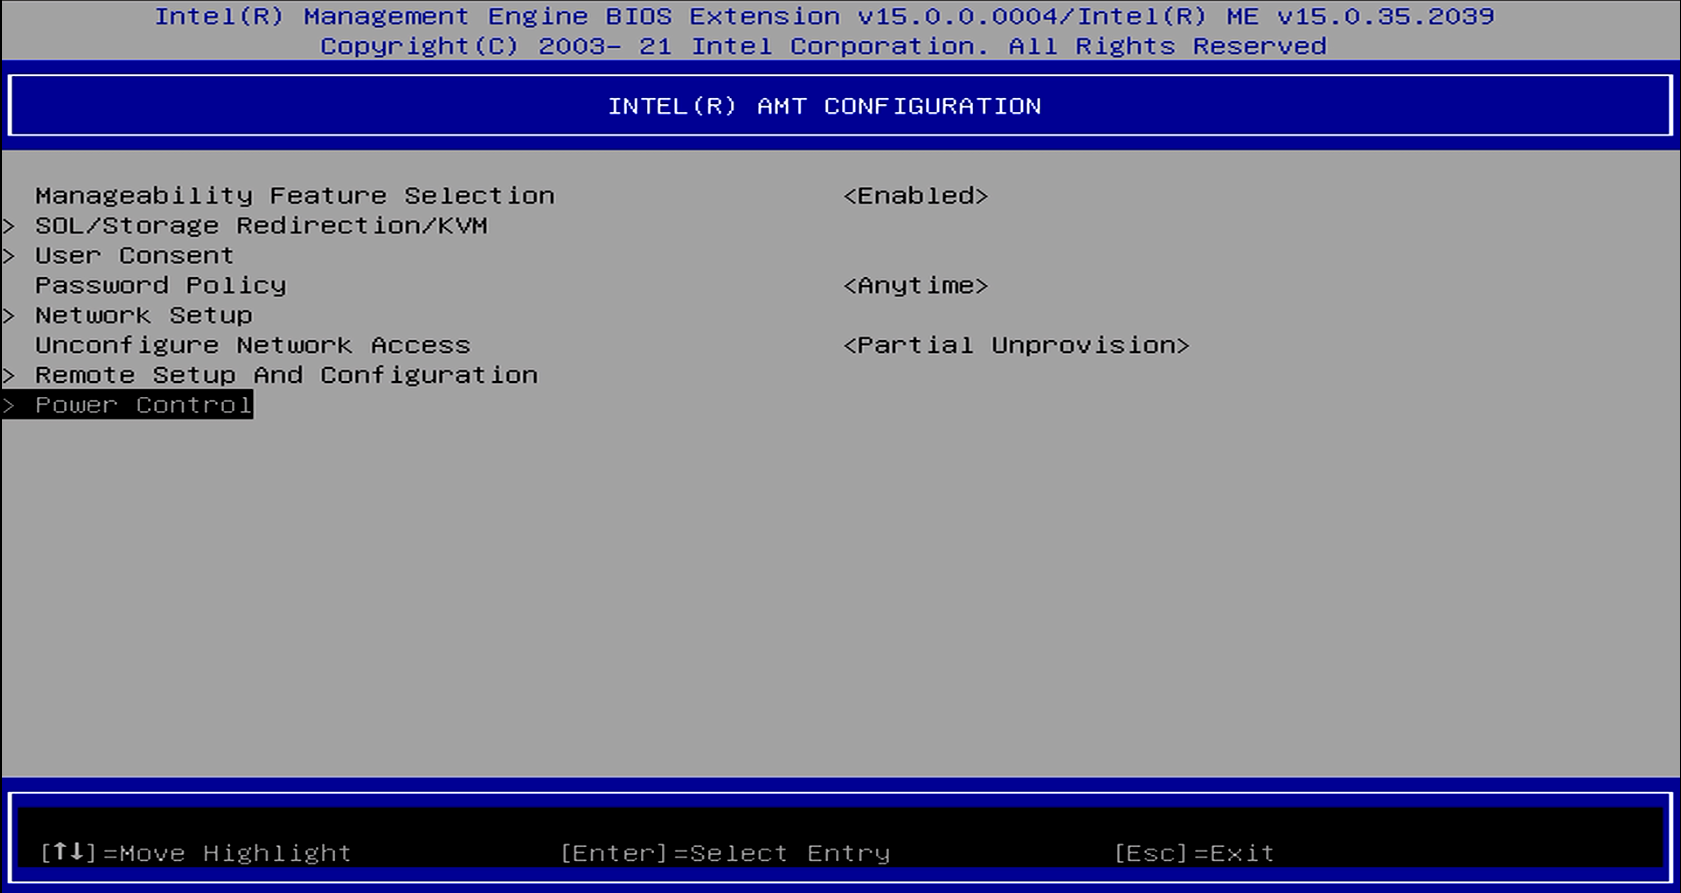 Intel(R) Management Engine BIOS Extension v15.0.0.0004/Intel(R) ME v15.0.35.2039
Copyright(C) 2003- 21 Intel Corporation. All Rights Reserved
INTEL(R) AMT CONFIGURATION
Manageability Feature Selection <Enabled>
> SOL/Storage Redirection/KVM
> User Consent
Password Policy <Anytime>
> Network Setup
Unconfigure Network Access <Partial Unprovision>
> Remote Setup And Configuration
> Power Control
[↑↓]=Move Highlight [Enter]=Select Entry [Esc]=Exit